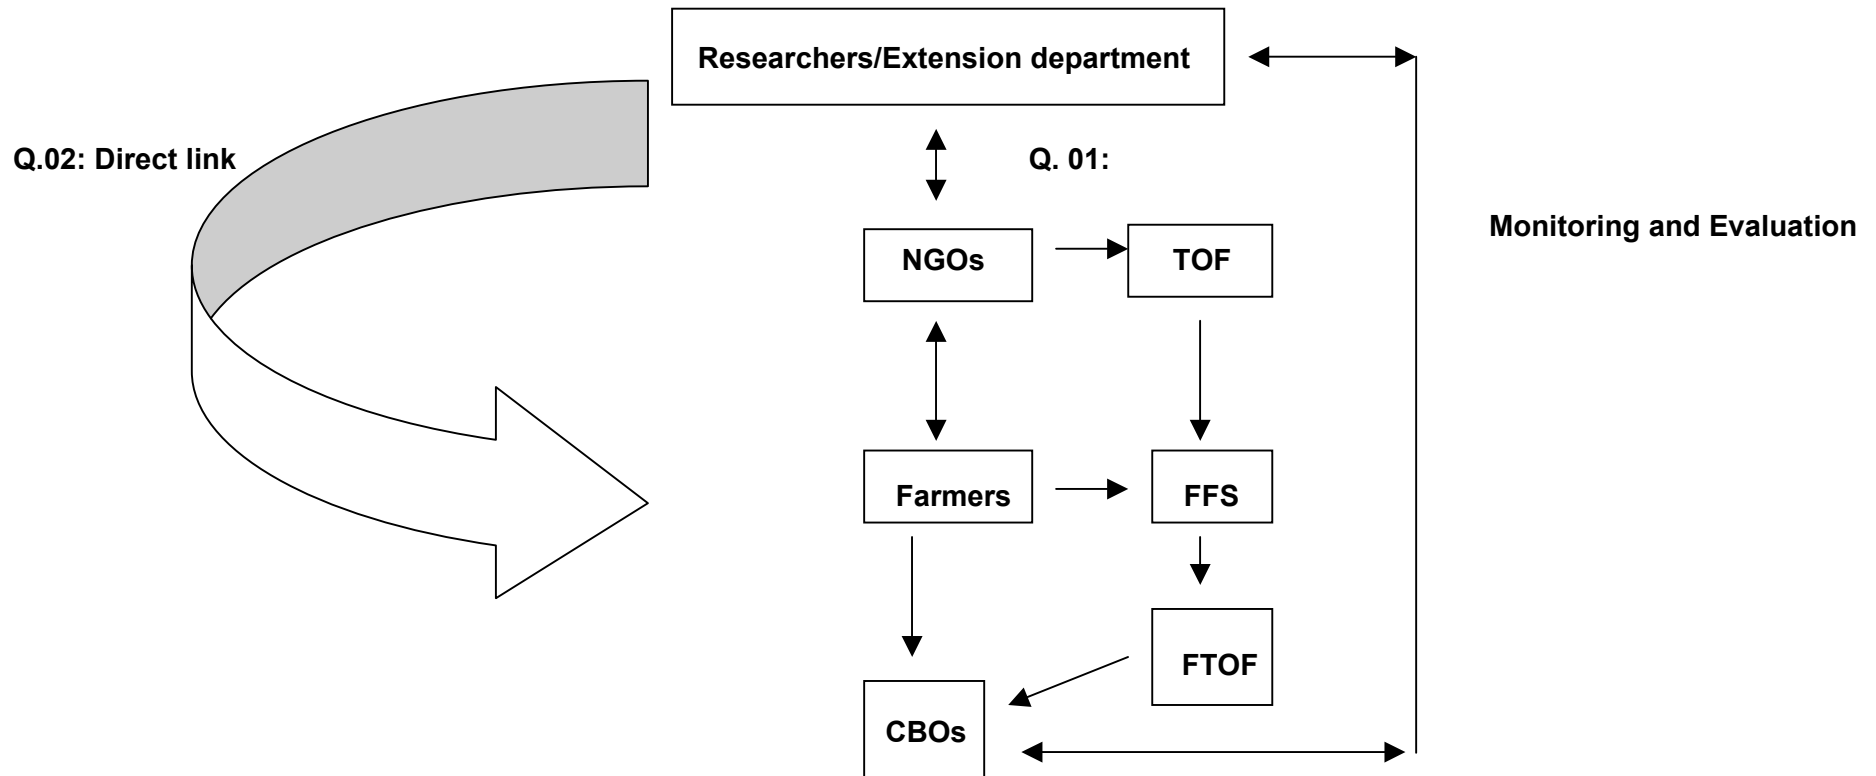 Researchers/Extension department
Q.02: Direct link
Q. 01:
Monitoring and Evaluation
NGOs
TOF
Farmers
FFS
FTOF
CBOs